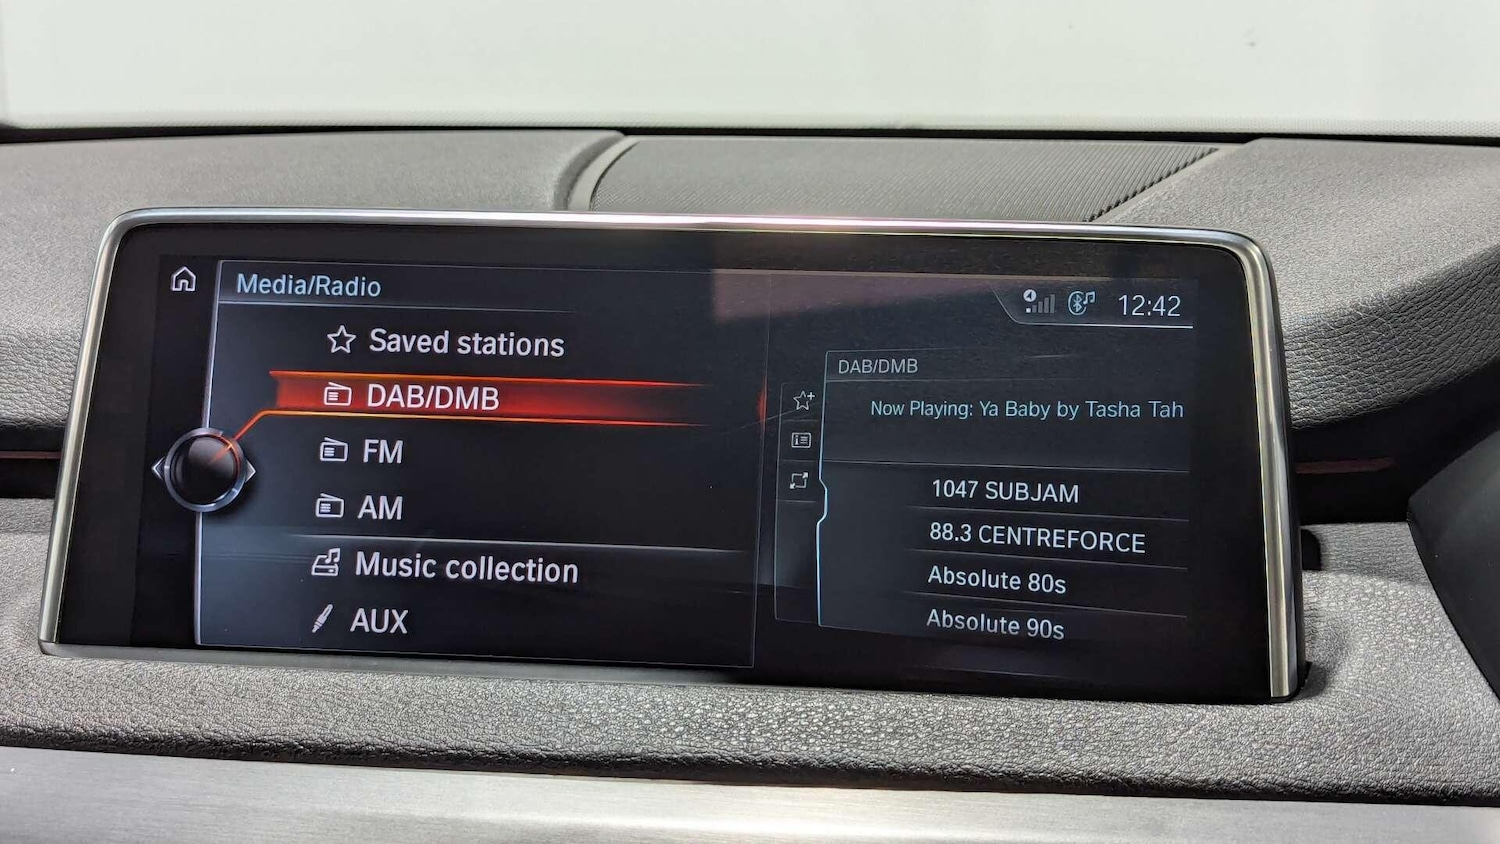 Media/Radio
12:42
Saved stations
DAB/DMB
FM
AM
Music collection
AUX
DAB/DMB
Now Playing: Ya Baby by Tasha Tah
1047 SUBJAM
88.3 CENTREFORCE
Absolute 80s
Absolute 90s